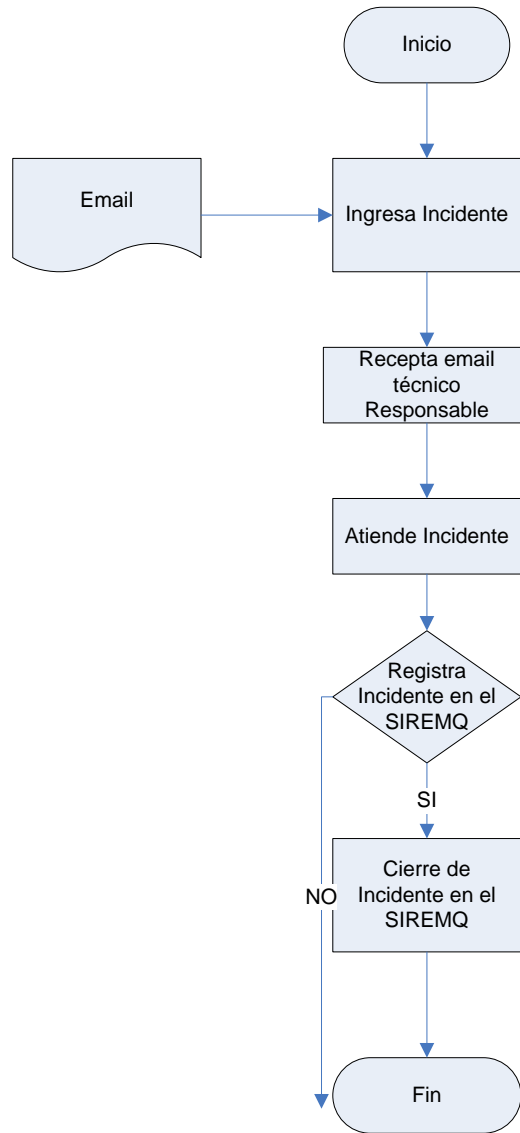 Inicio
Email
Ingresa Incidente
Recepta email
técnico
Responsable
Atiende Incidente
Registra
Incidente en el
SIREMQ
SI
Cierre de
Incidente en el
SIREMQ
NO
Fin